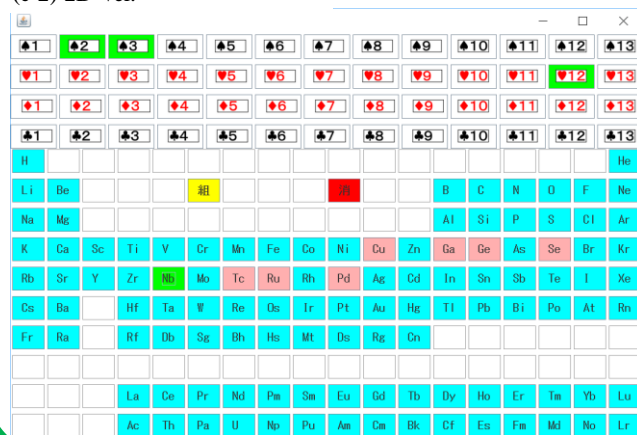 (c-2) 2D ver.
♠1 ♠2 ♠3 ♠4 ♠5 ♠6 ♠7 ♠8 ♠9 ♠10 ♠11 ♠12 ♠13
♥1 ♥2 ♥3 ♥4 ♥5 ♥6 ♥7 ♥8 ♥9 ♥10 ♥11 ♥12 ♥13
♦1 ♦2 ♦3 ♦4 ♦5 ♦6 ♦7 ♦8 ♦9 ♦10 ♦11 ♦12 ♦13
♣1 ♣2 ♣3 ♣4 ♣5 ♣6 ♣7 ♣8 ♣9 ♣10 ♣11 ♣12 ♣13
H He
Li Be 組 消 B C N O F Ne
Na Mg Al Si P S Cl Ar
K Ca Sc Ti V Cr Mn Fe Co Ni Cu Zn Ga Ge As Se Br Kr
Rb Sr Y Zr Nb Mo Tc Ru Rh Pd Ag Cd In Sn Sb Te I Xe
Cs Ba Hf Ta W Re Os Ir Pt Au Hg Tl Pb Bi Po At Rn
Fr Ra Rf Db Sg Bh Hs Mt Ds Rg Cn
La Ce Pr Nd Pm Sm Eu Gd Tb Dy Ho Er Tm Yb Lu
Ac Th Pa U Np Pu Am Cm Bk Cf Es Fm Md No Lr